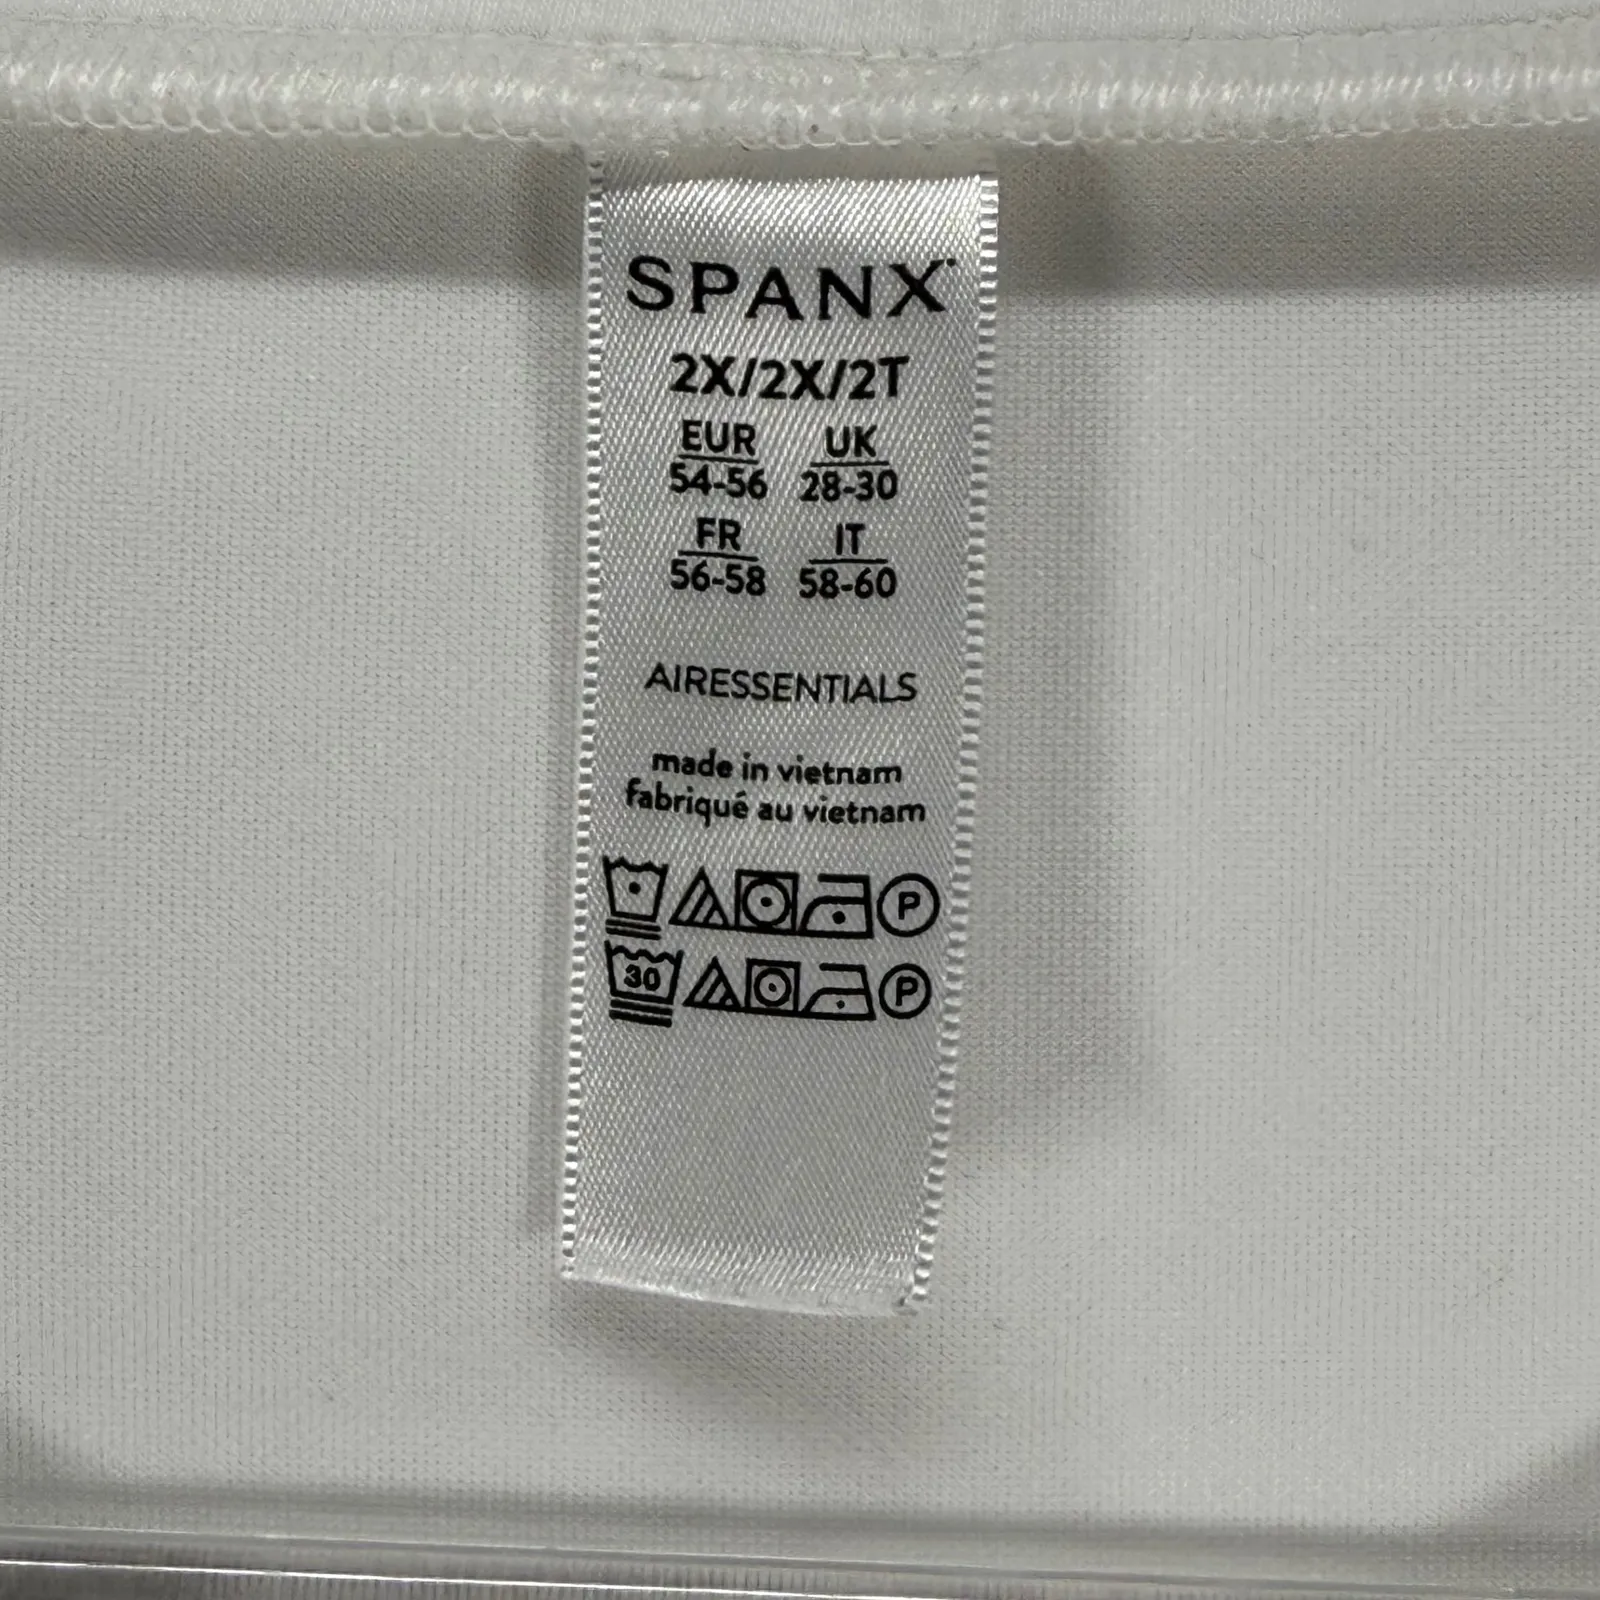 SPANX
2X/2X/2T
EUR UK
54-56 28-30
FR IT
56-58 58-60
AIRESSENTIALS
made in vietnam
fabriqué au vietnam
P
30 P